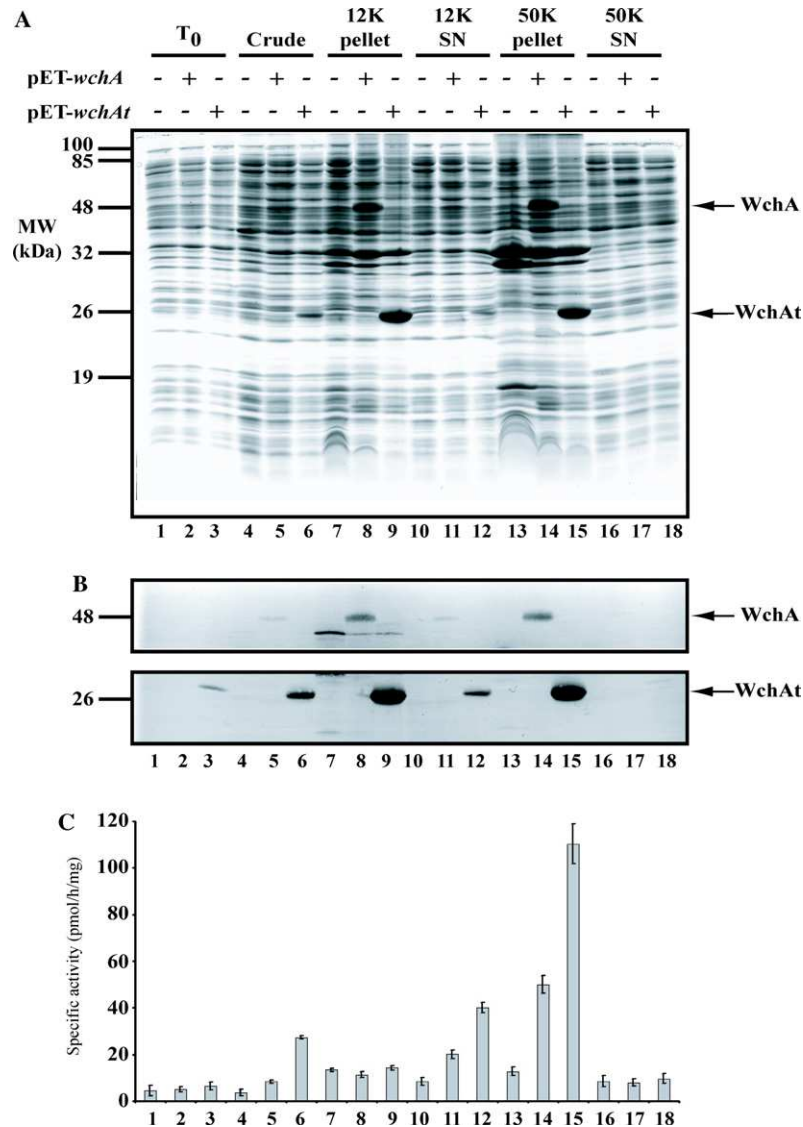 A
T0 Crude 12K pellet 12K SN 50K pellet 50K SN
pET-wchA - + - - + - - + - - + - - + - - + -
pET-wchAt - - + - - + - - + - - + - - + - - +
100
85
48
MW
(kDa)
32
26
19
WchA
WchAt
1 2 3 4 5 6 7 8 9 10 11 12 13 14 15 16 17 18
B
48
WchA
26
WchAt
1 2 3 4 5 6 7 8 9 10 11 12 13 14 15 16 17 18
C
Specific activity (pmol/h/mg)
120
100
80
60
40
20
0
1 2 3 4 5 6 7 8 9 10 11 12 13 14 15 16 17 18